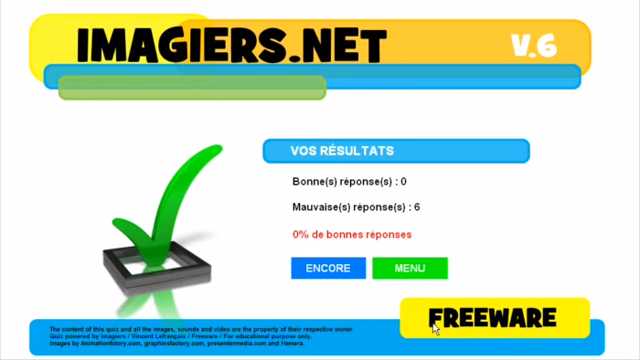 IMAGIERS.NET
V.6
VOS RÉSULTATS
Bonne(s) réponse(s) : 0
Mauvaise(s) réponse(s) : 6
0% de bonnes réponses
ENCORE
MENU
FREEWARE
The content of this quiz and all the images, sounds and video are the property of their respective owner.
Quiz powered by Imagiers / Vincent Lefrançois / Freeware / For educational purpose only.
Images by Animationfctory.com, graphicsfactory.com, presentermedia.com and Hemera.